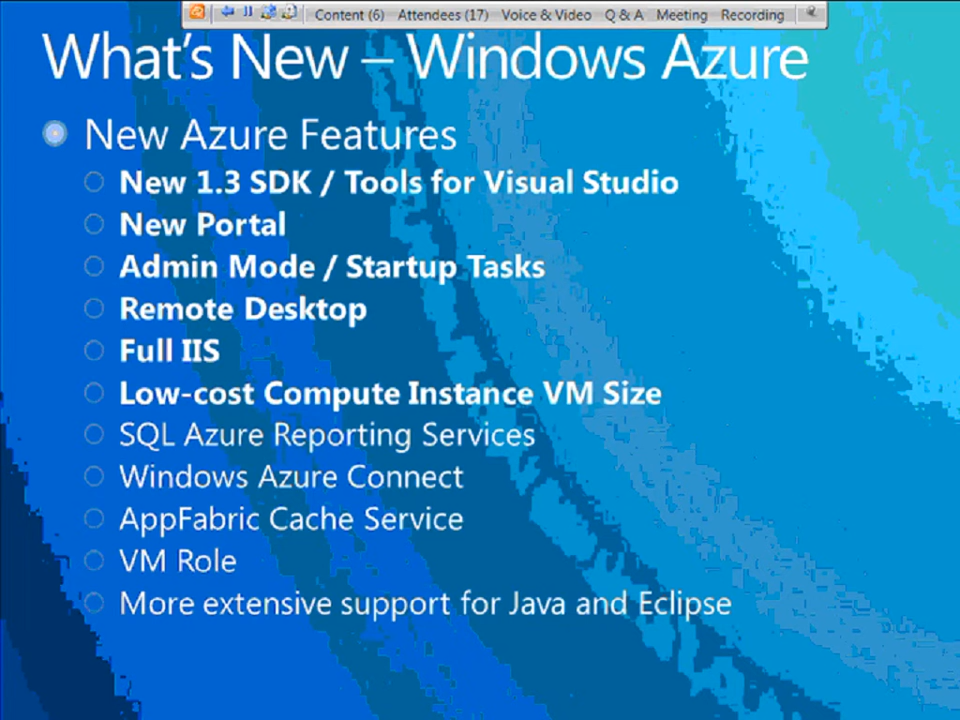 Content (6) Attendees (17) Voice & Video Q & A Meeting Recording
What's New – Windows Azure
New Azure Features
New 1.3 SDK / Tools for Visual Studio
New Portal
Admin Mode / Startup Tasks
Remote Desktop
Full IIS
Low-cost Compute Instance VM Size
SQL Azure Reporting Services
Windows Azure Connect
AppFabric Cache Service
VM Role
More extensive support for Java and Eclipse